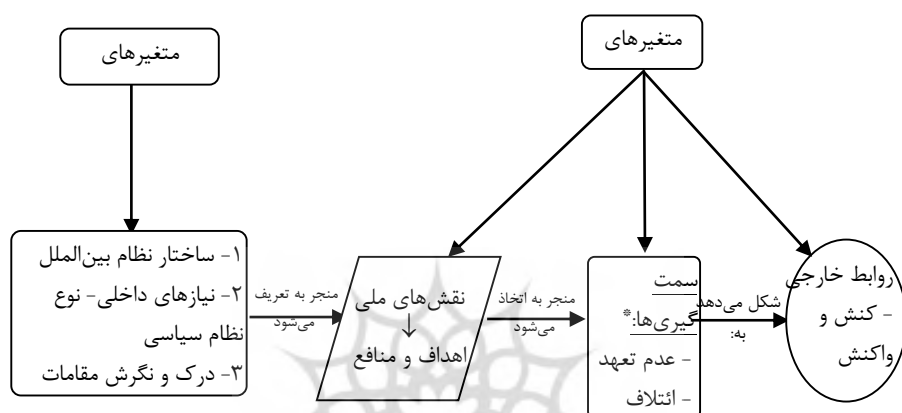 متغیرهای
متغیرهای
۱- ساختار نظام بین‌الملل
۲- نیازهای داخلی- نوع
نظام سیاسی
۳- درک و نگرش مقامات
منجر به تعریف
می‌شود
نقش‌های ملی
↓
اهداف و منافع
منجر به اتخاذ
می‌شود
سمت
گیری‌ها:*
- عدم تعهد
- ائتلاف
شکل می‌دهد
به:
روابط خارجی
- کنش و
واکنش